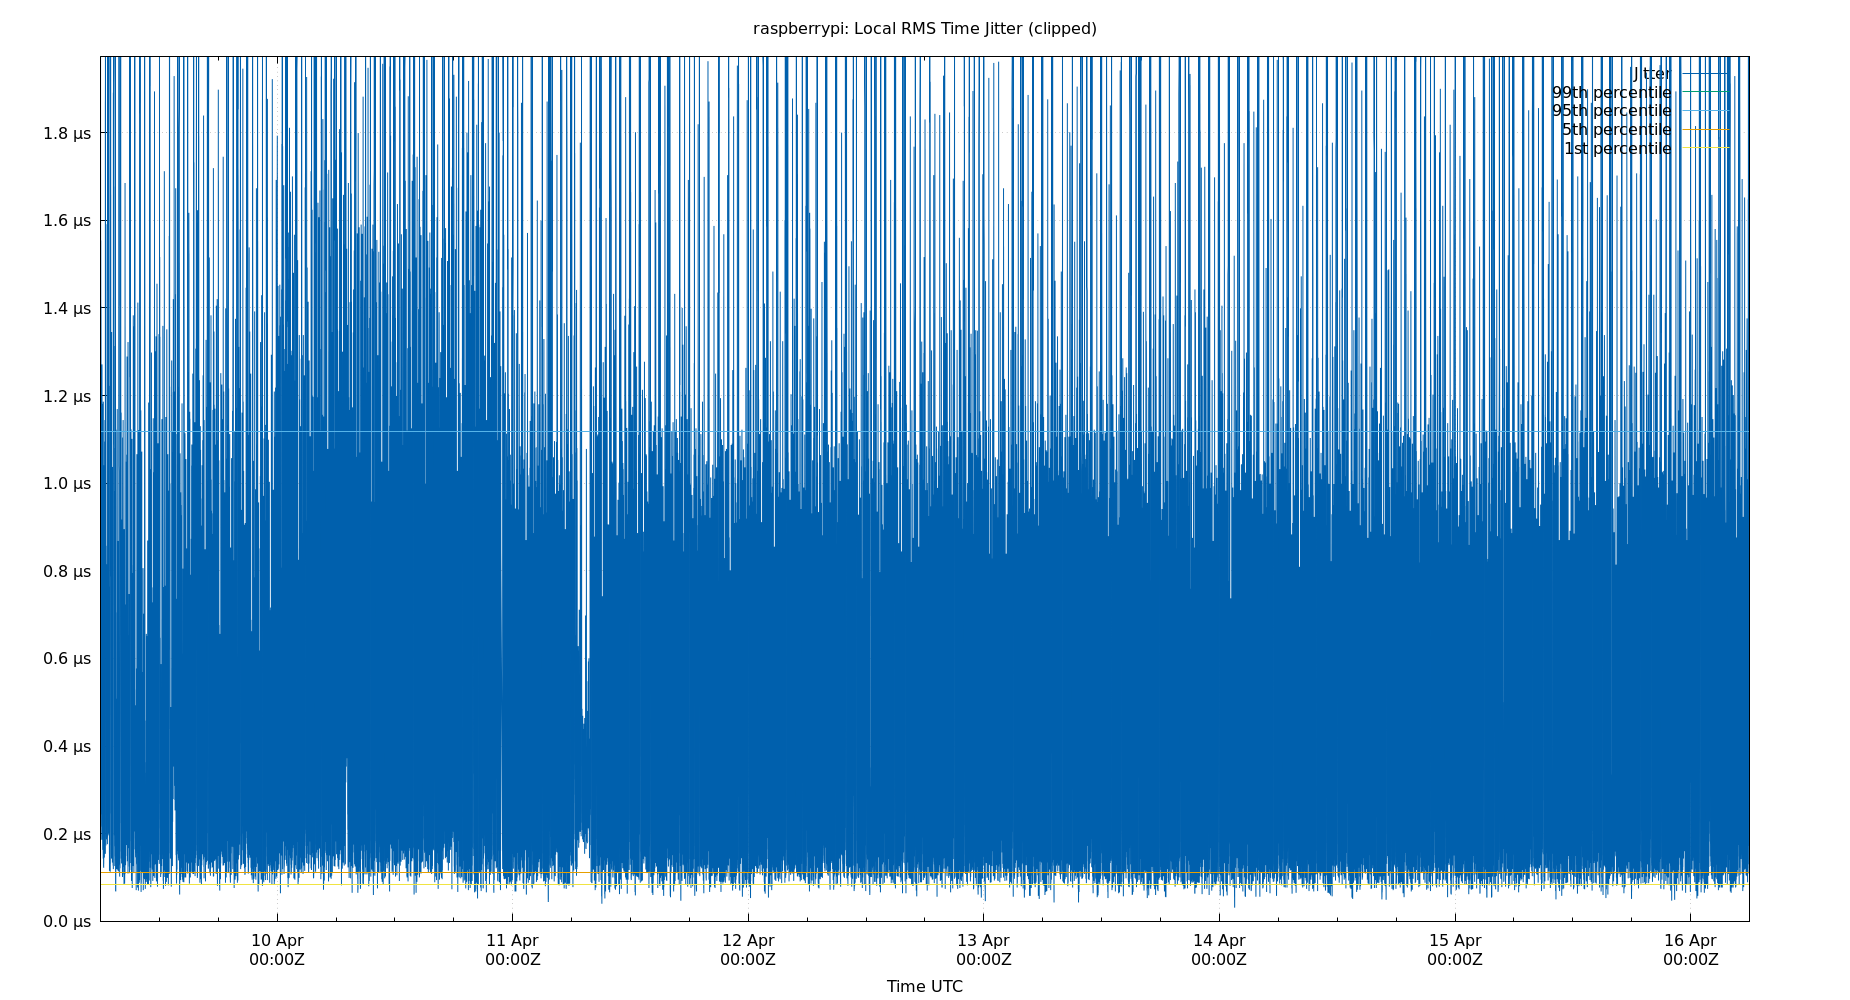 raspberrypi: Local RMS Time Jitter (clipped)
Jitter
99th percentile
95th percentile
5th percentile
1st percentile
1.8 µs
1.6 µs
1.4 µs
1.2 µs
1.0 µs
0.8 µs
0.6 µs
0.4 µs
0.2 µs
0.0 µs
10 Apr 11 Apr 12 Apr 13 Apr 14 Apr 15 Apr 16 Apr
00:00Z 00:00Z 00:00Z 00:00Z 00:00Z 00:00Z 00:00Z
Time UTC